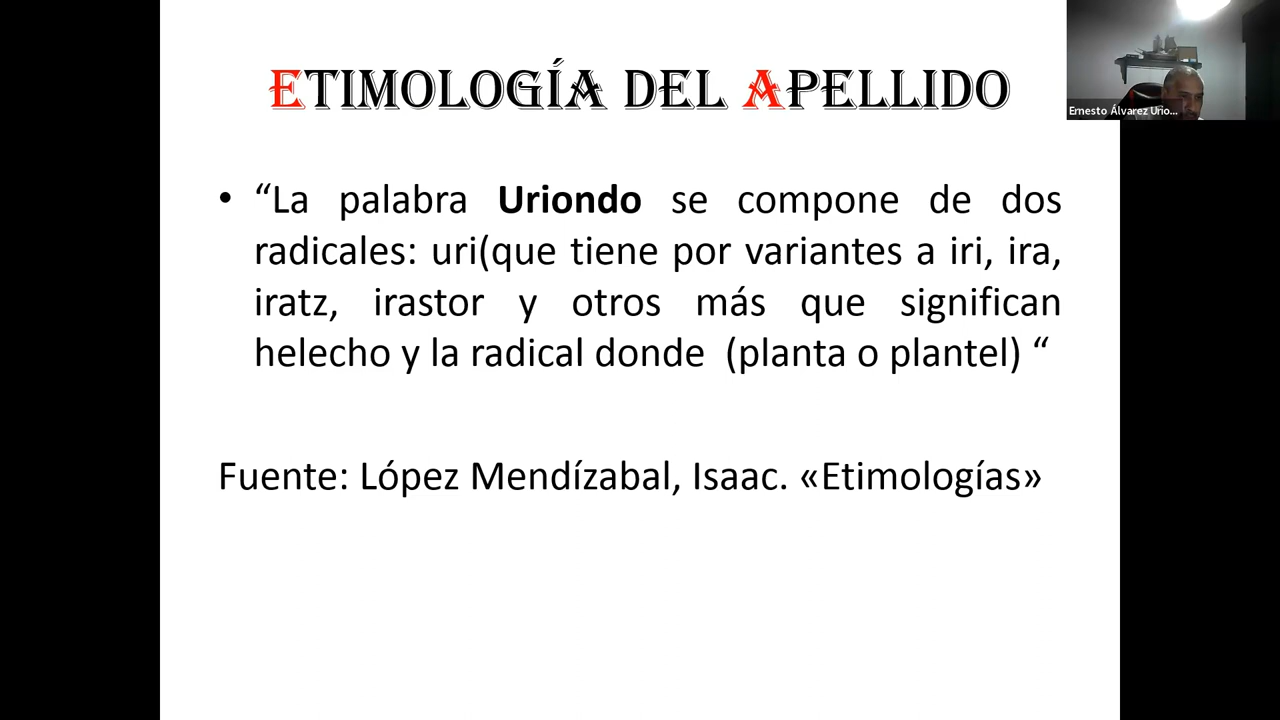 ETIMOLOGÍA DEL APELLIDO
Ernesto Álvarez Urio...
• “La palabra Uriondo se compone de dos
radicales: uri(que tiene por variantes a iri, ira,
iratz, irastor y otros más que significan
helecho y la radical donde (planta o plantel) “
Fuente: López Mendízabal, Isaac. «Etimologías»